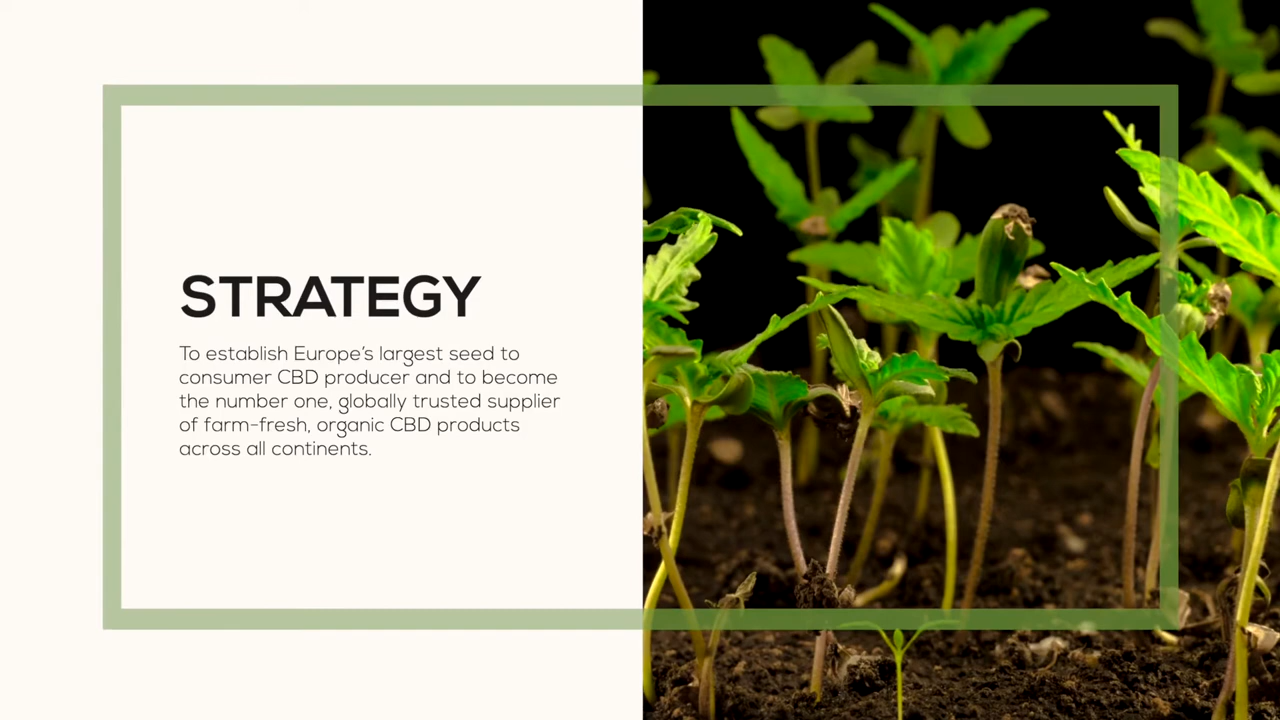 STRATEGY
To establish Europe’s largest seed to
consumer CBD producer and to become
the number one, globally trusted supplier
of farm-fresh, organic CBD products
across all continents.